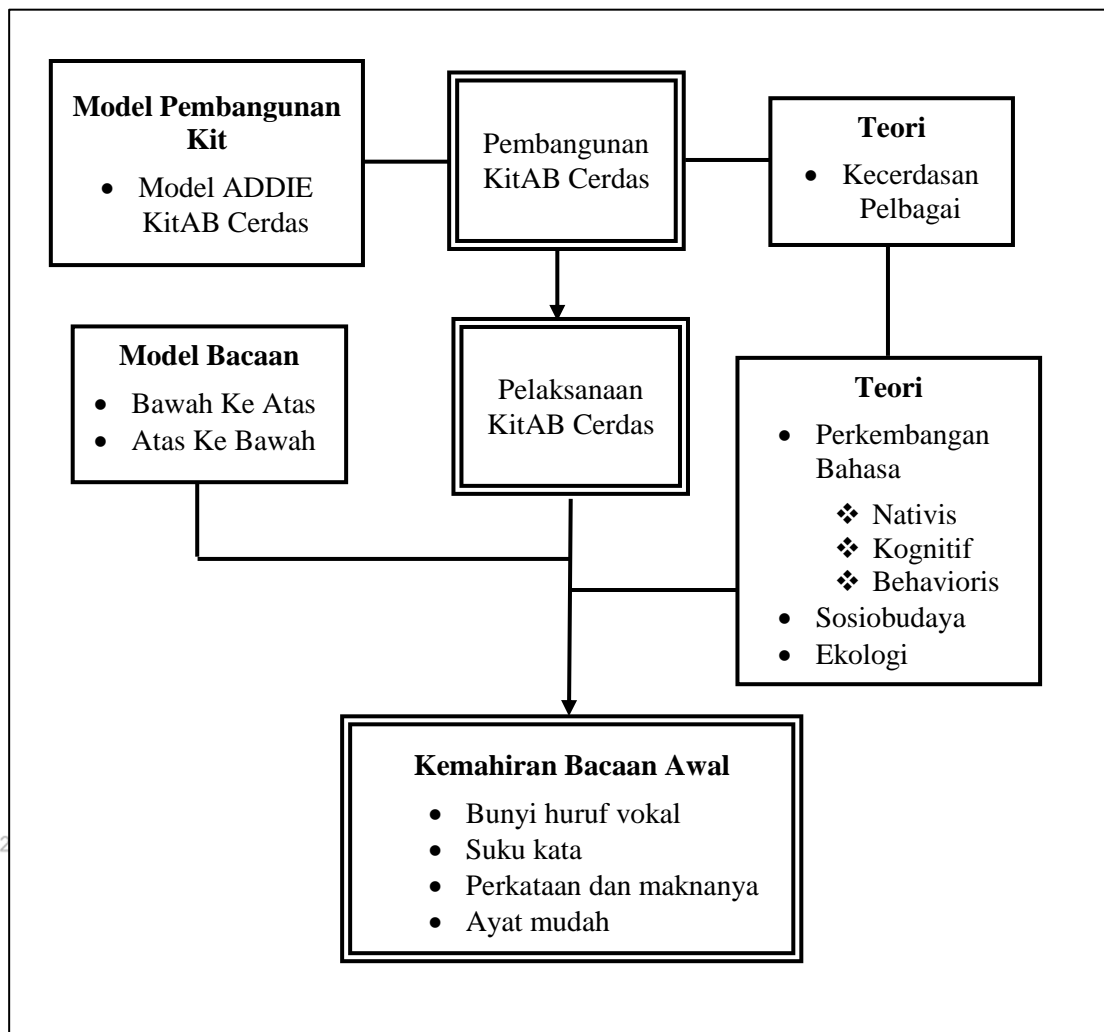 Model Pembangunan
Kit
• Model ADDIE
KitAB Cerdas
Pembangunan
KitAB Cerdas
Teori
• Kecerdasan
Pelbagai
Model Bacaan
• Bawah Ke Atas
• Atas Ke Bawah
Pelaksanaan
KitAB Cerdas
Teori
• Perkembangan
Bahasa
❖ Nativis
❖ Kognitif
❖ Behavioris
• Sosiobudaya
• Ekologi
Kemahiran Bacaan Awal
• Bunyi huruf vokal
• Suku kata
• Perkataan dan maknanya
• Ayat mudah
2